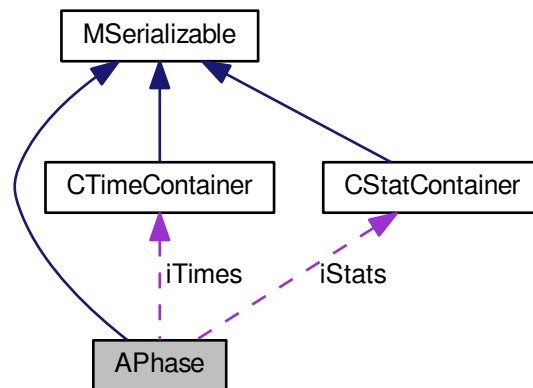 MSerializable
CTimeContainer
CStatContainer
iTimes
iStats
APhase